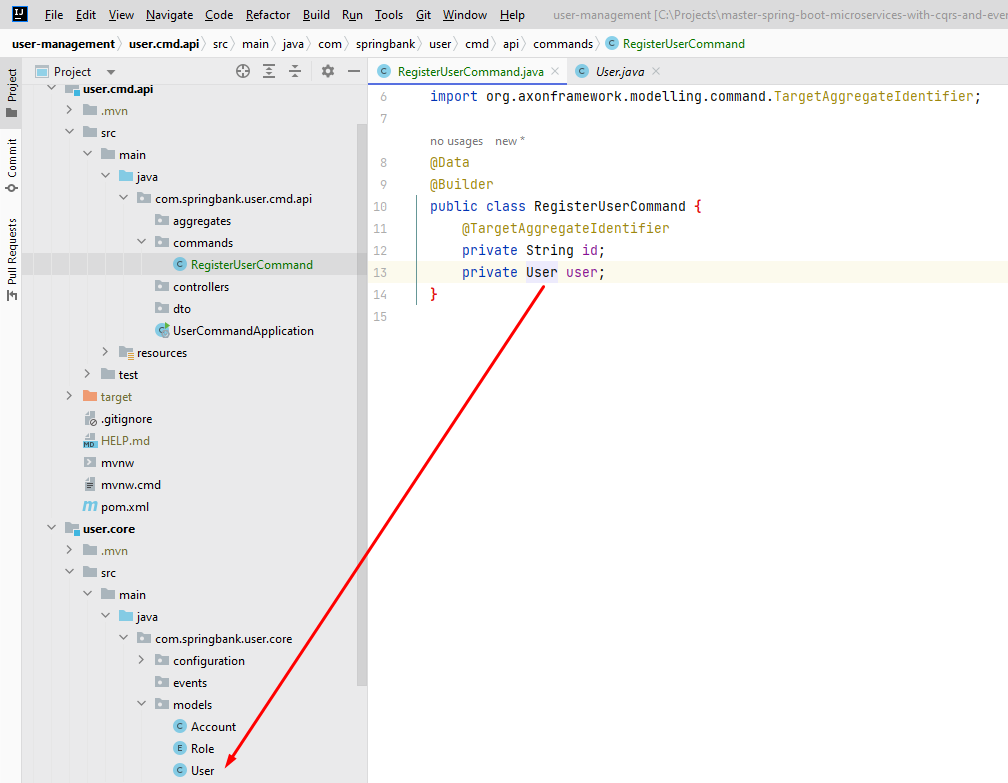 IJ File Edit View Navigate Code Refactor Build Run Tools Git Window Help user-management [C:\Projects\master-spring-boot-microservices-with-cqrs-and-ever
user-management user.cmd.api src main java com springbank user cmd api commands C RegisterUserCommand
Project
Commit
Pull Requests
Project
user.cmd.api
.mvn
src
main
java
com.springbank.user.cmd.api
aggregates
commands
C RegisterUserCommand
controllers
dto
C UserCommandApplication
resources
test
target
.gitignore
MD HELP.md
mvnw
mvnw.cmd
m pom.xml
user.core
.mvn
src
main
java
com.springbank.user.core
configuration
events
models
C Account
E Role
C User
C RegisterUserCommand.java C User.java
6 import org.axonframework.modelling.command.TargetAggregateIdentifier;
7
no usages new *
8 @Data
9 @Builder
10 public class RegisterUserCommand {
11 @TargetAggregateIdentifier
12 private String id;
13 private User user;
14 }
15